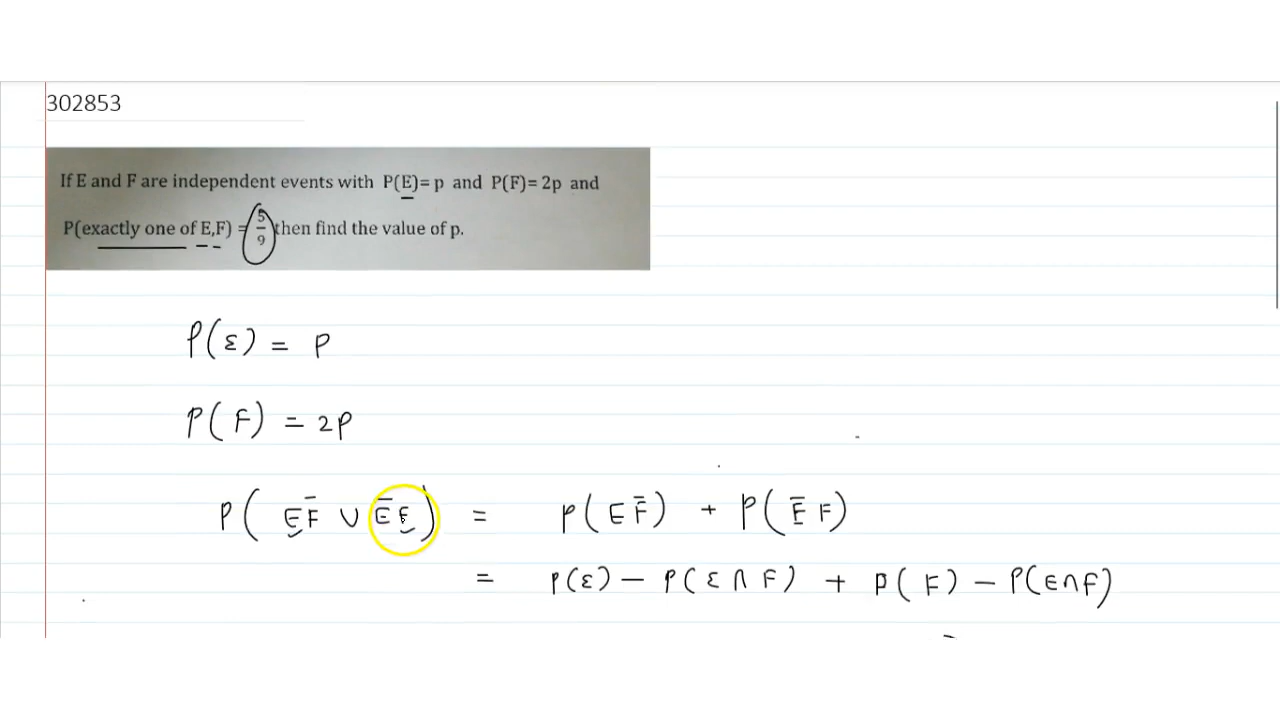 302853
If E and F are independent events with P(E)= p and P(F)= 2p and
P(exactly one of E,F) = 5/9 then find the value of p.
P(ε) = P
P(F) = 2P
P(EF̄ ∪ ĒE) = P(EF̄) + P(ĒF)
= P(ε) − P(ε∩F) + P(F) − P(E∩F)